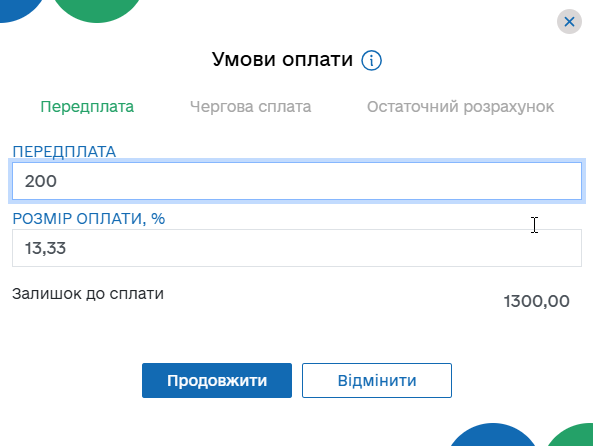 Умови оплати
Передплата Чергова сплата Остаточний розрахунок
ПЕРЕДПЛАТА
200
РОЗМІР ОПЛАТИ, %
13,33
Залишок до сплати 1300,00
Продовжити Відмінити